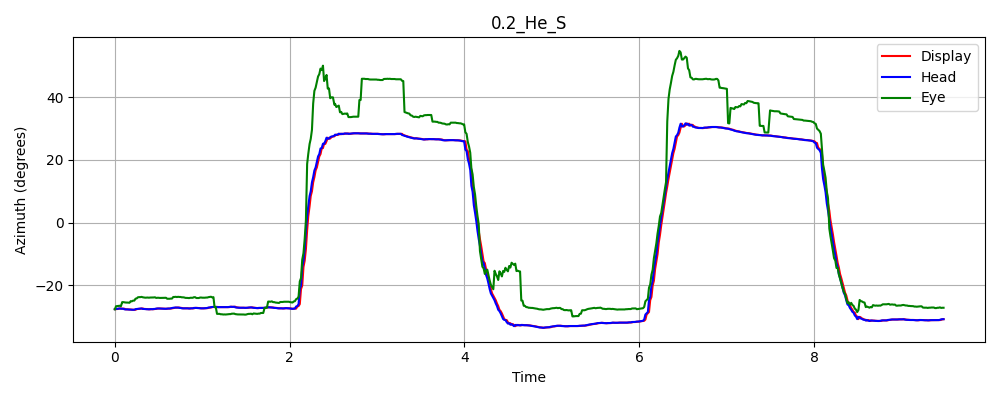 0.2_He_S
Display
Head
Eye
Azimuth (degrees)
40
20
0
−20
0 2 4 6 8
Time